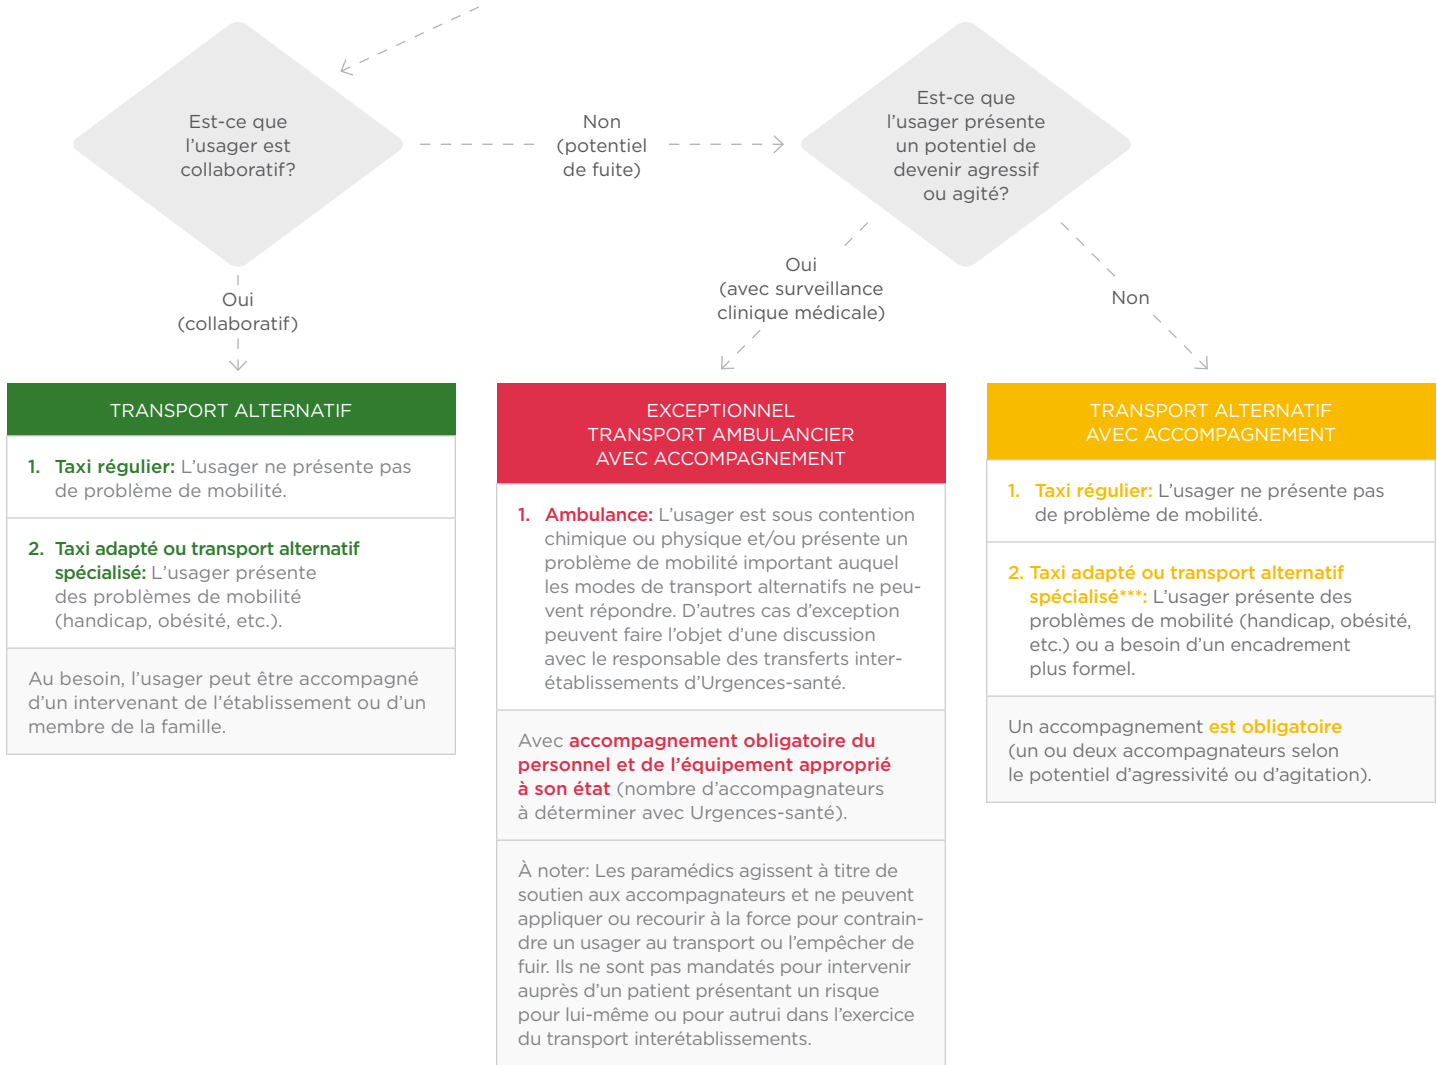 Est-ce que
l'usager est
collaboratif?
Non
(potentiel
de fuite)
Est-ce que
l'usager présente
un potentiel de
devenir agressif
ou agité?
Oui
(collaboratif)
Oui
(avec surveillance
clinique médicale)
Non
TRANSPORT ALTERNATIF
1. Taxi régulier: L'usager ne présente pas
de problème de mobilité.
2. Taxi adapté ou transport alternatif
spécialisé: L'usager présente
des problèmes de mobilité
(handicap, obésité, etc.).
Au besoin, l'usager peut être accompagné
d'un intervenant de l'établissement ou d'un
membre de la famille.
EXCEPTIONNEL
TRANSPORT AMBULANCIER
AVEC ACCOMPAGNEMENT
1. Ambulance: L'usager est sous contention
chimique ou physique et/ou présente un
problème de mobilité important auquel
les modes de transport alternatifs ne peu-
vent répondre. D'autres cas d'exception
peuvent faire l'objet d'une discussion
avec le responsable des transferts inter-
établissements d'Urgences-santé.
Avec accompagnement obligatoire du
personnel et de l'équipement approprié
à son état (nombre d'accompagnateurs
à déterminer avec Urgences-santé).
À noter: Les paramédics agissent à titre de
soutien aux accompagnateurs et ne peuvent
appliquer ou recourir à la force pour contrain-
dre un usager au transport ou l'empêcher de
fuir. Ils ne sont pas mandatés pour intervenir
auprès d'un patient présentant un risque
pour lui-même ou pour autrui dans l'exercice
du transport interétablissements.
TRANSPORT ALTERNATIF
AVEC ACCOMPAGNEMENT
1. Taxi régulier: L'usager ne présente pas
de problème de mobilité.
2. Taxi adapté ou transport alternatif
spécialisé***: L'usager présente des
problèmes de mobilité (handicap, obésité,
etc.) ou a besoin d'un encadrement
plus formel.
Un accompagnement est obligatoire
(un ou deux accompagnateurs selon
le potentiel d'agressivité ou d'agitation).